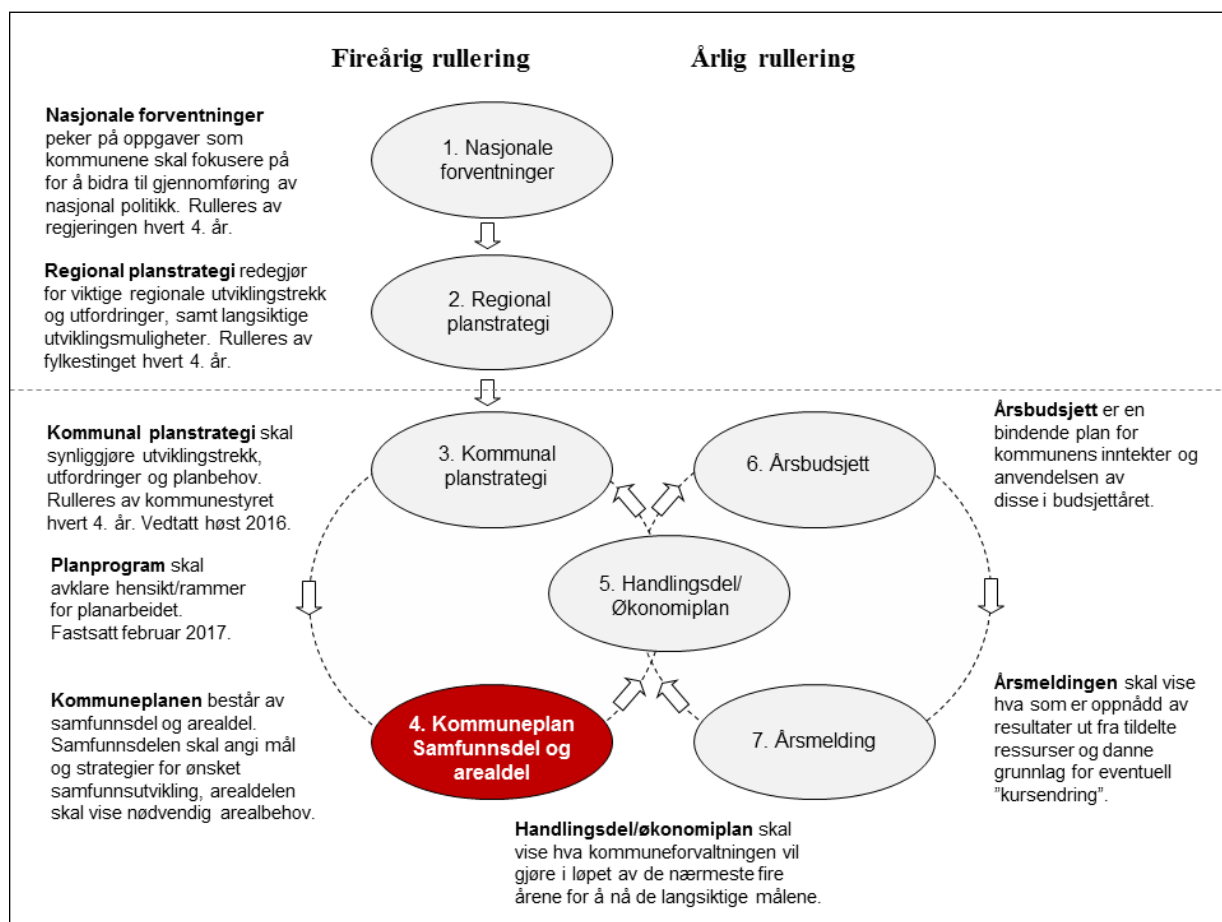 Fireårig rullering
Årlig rullering
Nasjonale forventninger
peker på oppgaver som
kommunene skal fokusere på
for å bidra til gjennomføring av
nasjonal politikk. Rulleres av
regjeringen hvert 4. år.
1. Nasjonale
forventninger
Regional planstrategi redegjør
for viktige regionale utviklingstrekk
og utfordringer, samt langsiktige
utviklingsmuligheter. Rulleres av
fylkestinget hvert 4. år.
2. Regional
planstrategi
Kommunal planstrategi skal
synliggjøre utviklingstrekk,
utfordringer og planbehov.
Rulleres av kommunestyret
hvert 4. år. Vedtatt høst 2016.
3. Kommunal
planstrategi
6. Årsbudsjett
Årsbudsjett er en
bindende plan for
kommunens inntekter og
anvendelsen av
disse i budsjettåret.
Planprogram skal
avklare hensikt/rammer
for planarbeidet.
Fastsatt februar 2017.
5. Handlingsdel/
Økonomiplan
Kommuneplanen består av
samfunnsdel og arealdel.
Samfunnsdelen skal angi mål
og strategier for ønsket
samfunnsutvikling, arealdelen
skal vise nødvendig arealbehov.
4. Kommuneplan
Samfunnsdel og
arealdel
7. Årsmelding
Årsmeldingen skal vise
hva som er oppnådd av
resultater ut fra tildelte
ressurser og danne
grunnlag for eventuell
”kursendring”.
Handlingsdel/økonomiplan skal
vise hva kommuneforvaltningen vil
gjøre i løpet av de nærmeste fire
årene for å nå de langsiktige målene.